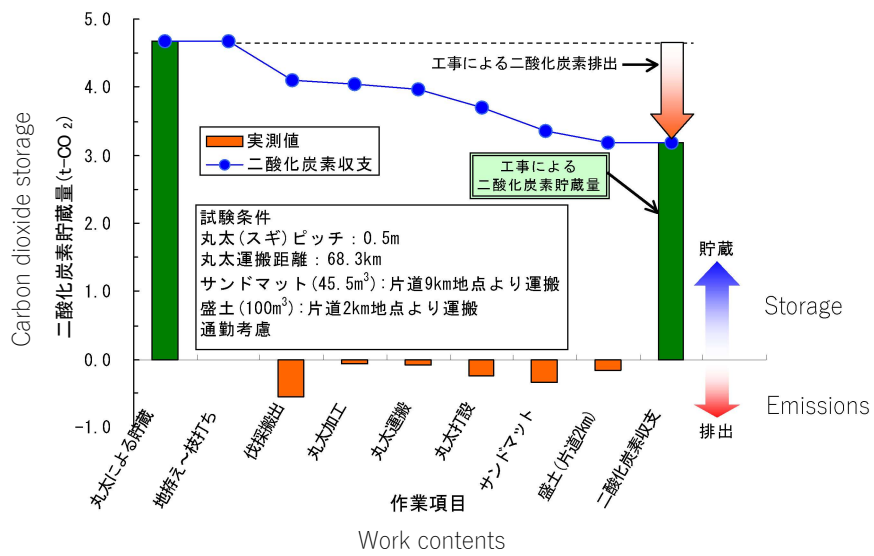 5.0
4.0
3.0
2.0
1.0
0.0
-1.0
Carbon dioxide storage
二酸化炭素貯蔵量(t-CO₂)
工事による二酸化炭素排出
実測値
二酸化炭素収支
工事による
二酸化炭素貯蔵量
試験条件
丸太(スギ)ピッチ：0.5m
丸太運搬距離：68.3km
サンドマット(45.5m³)：片道9km地点より運搬
盛土(100m³)：片道2km地点より運搬
通勤考慮
貯蔵
Storage
Emissions
排出
丸太による貯蔵
地拵え～枝打ち
伐採搬出
丸太加工
丸太運搬
丸太打設
サンドマット
盛土(片道2km)
二酸化炭素収支
作業項目
Work contents